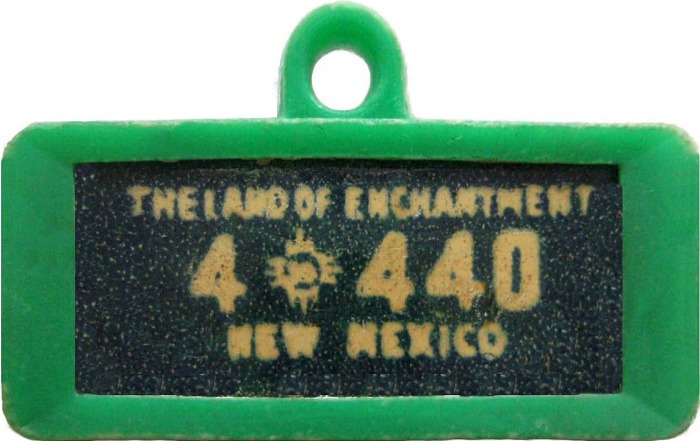 THE LAND OF ENCHANTMENT
4 440
NEW MEXICO